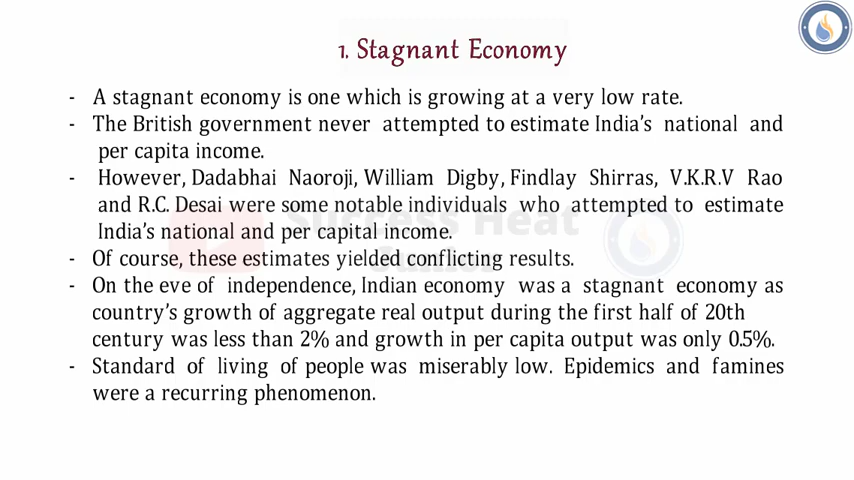 1. Stagnant Economy
- A stagnant economy is one which is growing at a very low rate.
- The British government never attempted to estimate India's national and
per capita income.
- However, Dadabhai Naoroji, William Digby, Findlay Shirras, V.K.R.V Rao
and R.C. Desai were some notable individuals who attempted to estimate
India's national and per capital income.
- Of course, these estimates yielded conflicting results.
- On the eve of independence, Indian economy was a stagnant economy as
country's growth of aggregate real output during the first half of 20th
century was less than 2% and growth in per capita output was only 0.5%.
- Standard of living of people was miserably low. Epidemics and famines
were a recurring phenomenon.
Success Heat
Junior